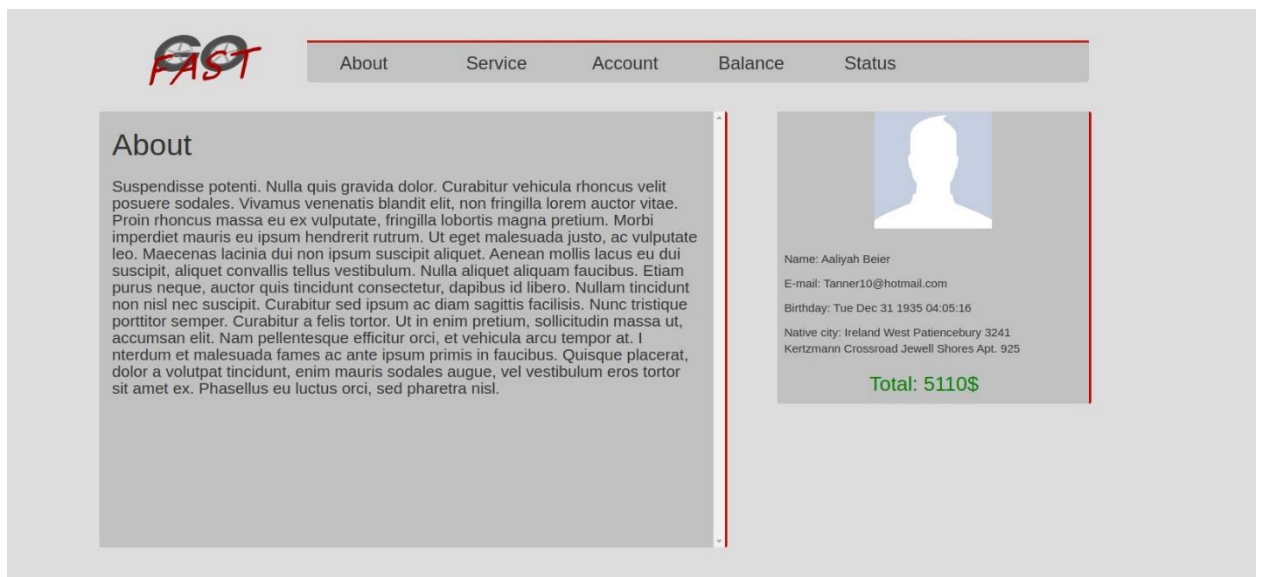 GO
FAST
About Service Account Balance Status
About
Suspendisse potenti. Nulla quis gravida dolor. Curabitur vehicula rhoncus velit
posuere sodales. Vivamus venenatis blandit elit, non fringilla lorem auctor vitae.
Proin rhoncus massa eu ex vulputate, fringilla lobortis magna pretium. Morbi
imperdiet mauris eu ipsum hendrerit rutrum. Ut eget malesuada justo, ac vulputate
leo. Maecenas lacinia dui non ipsum suscipit aliquet. Aenean mollis lacus eu dui
suscipit, aliquet convallis tellus vestibulum. Nulla aliquet aliquam faucibus. Etiam
purus neque, auctor quis tincidunt consectetur, dapibus id libero. Nullam tincidunt
non nisl nec suscipit. Curabitur sed ipsum ac diam sagittis facilisis. Nunc tristique
porttitor semper. Curabitur a felis tortor. Ut in enim pretium, sollicitudin massa ut,
accumsan elit. Nam pellentesque efficitur orci, et vehicula arcu tempor at. I
nterdum et malesuada fames ac ante ipsum primis in faucibus. Quisque placerat,
dolor a volutpat tincidunt, enim mauris sodales augue, vel vestibulum eros tortor
sit amet ex. Phasellus eu luctus orci, sed pharetra nisl.
Name: Aaliyah Beier
E-mail: Tanner10@hotmail.com
Birthday: Tue Dec 31 1935 04:05:16
Native city: Ireland West Patiencebury 3241
Kertzmann Crossroad Jewell Shores Apt. 925
Total: 5110$